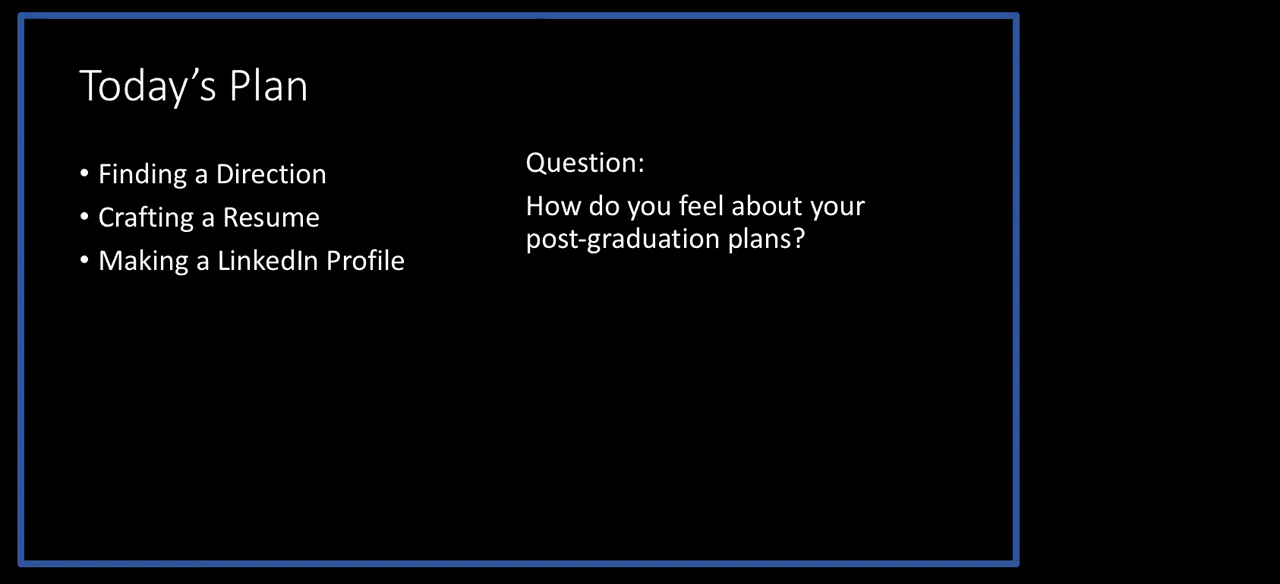 Today’s Plan
• Finding a Direction
• Crafting a Resume
• Making a LinkedIn Profile
Question:
How do you feel about your
post-graduation plans?